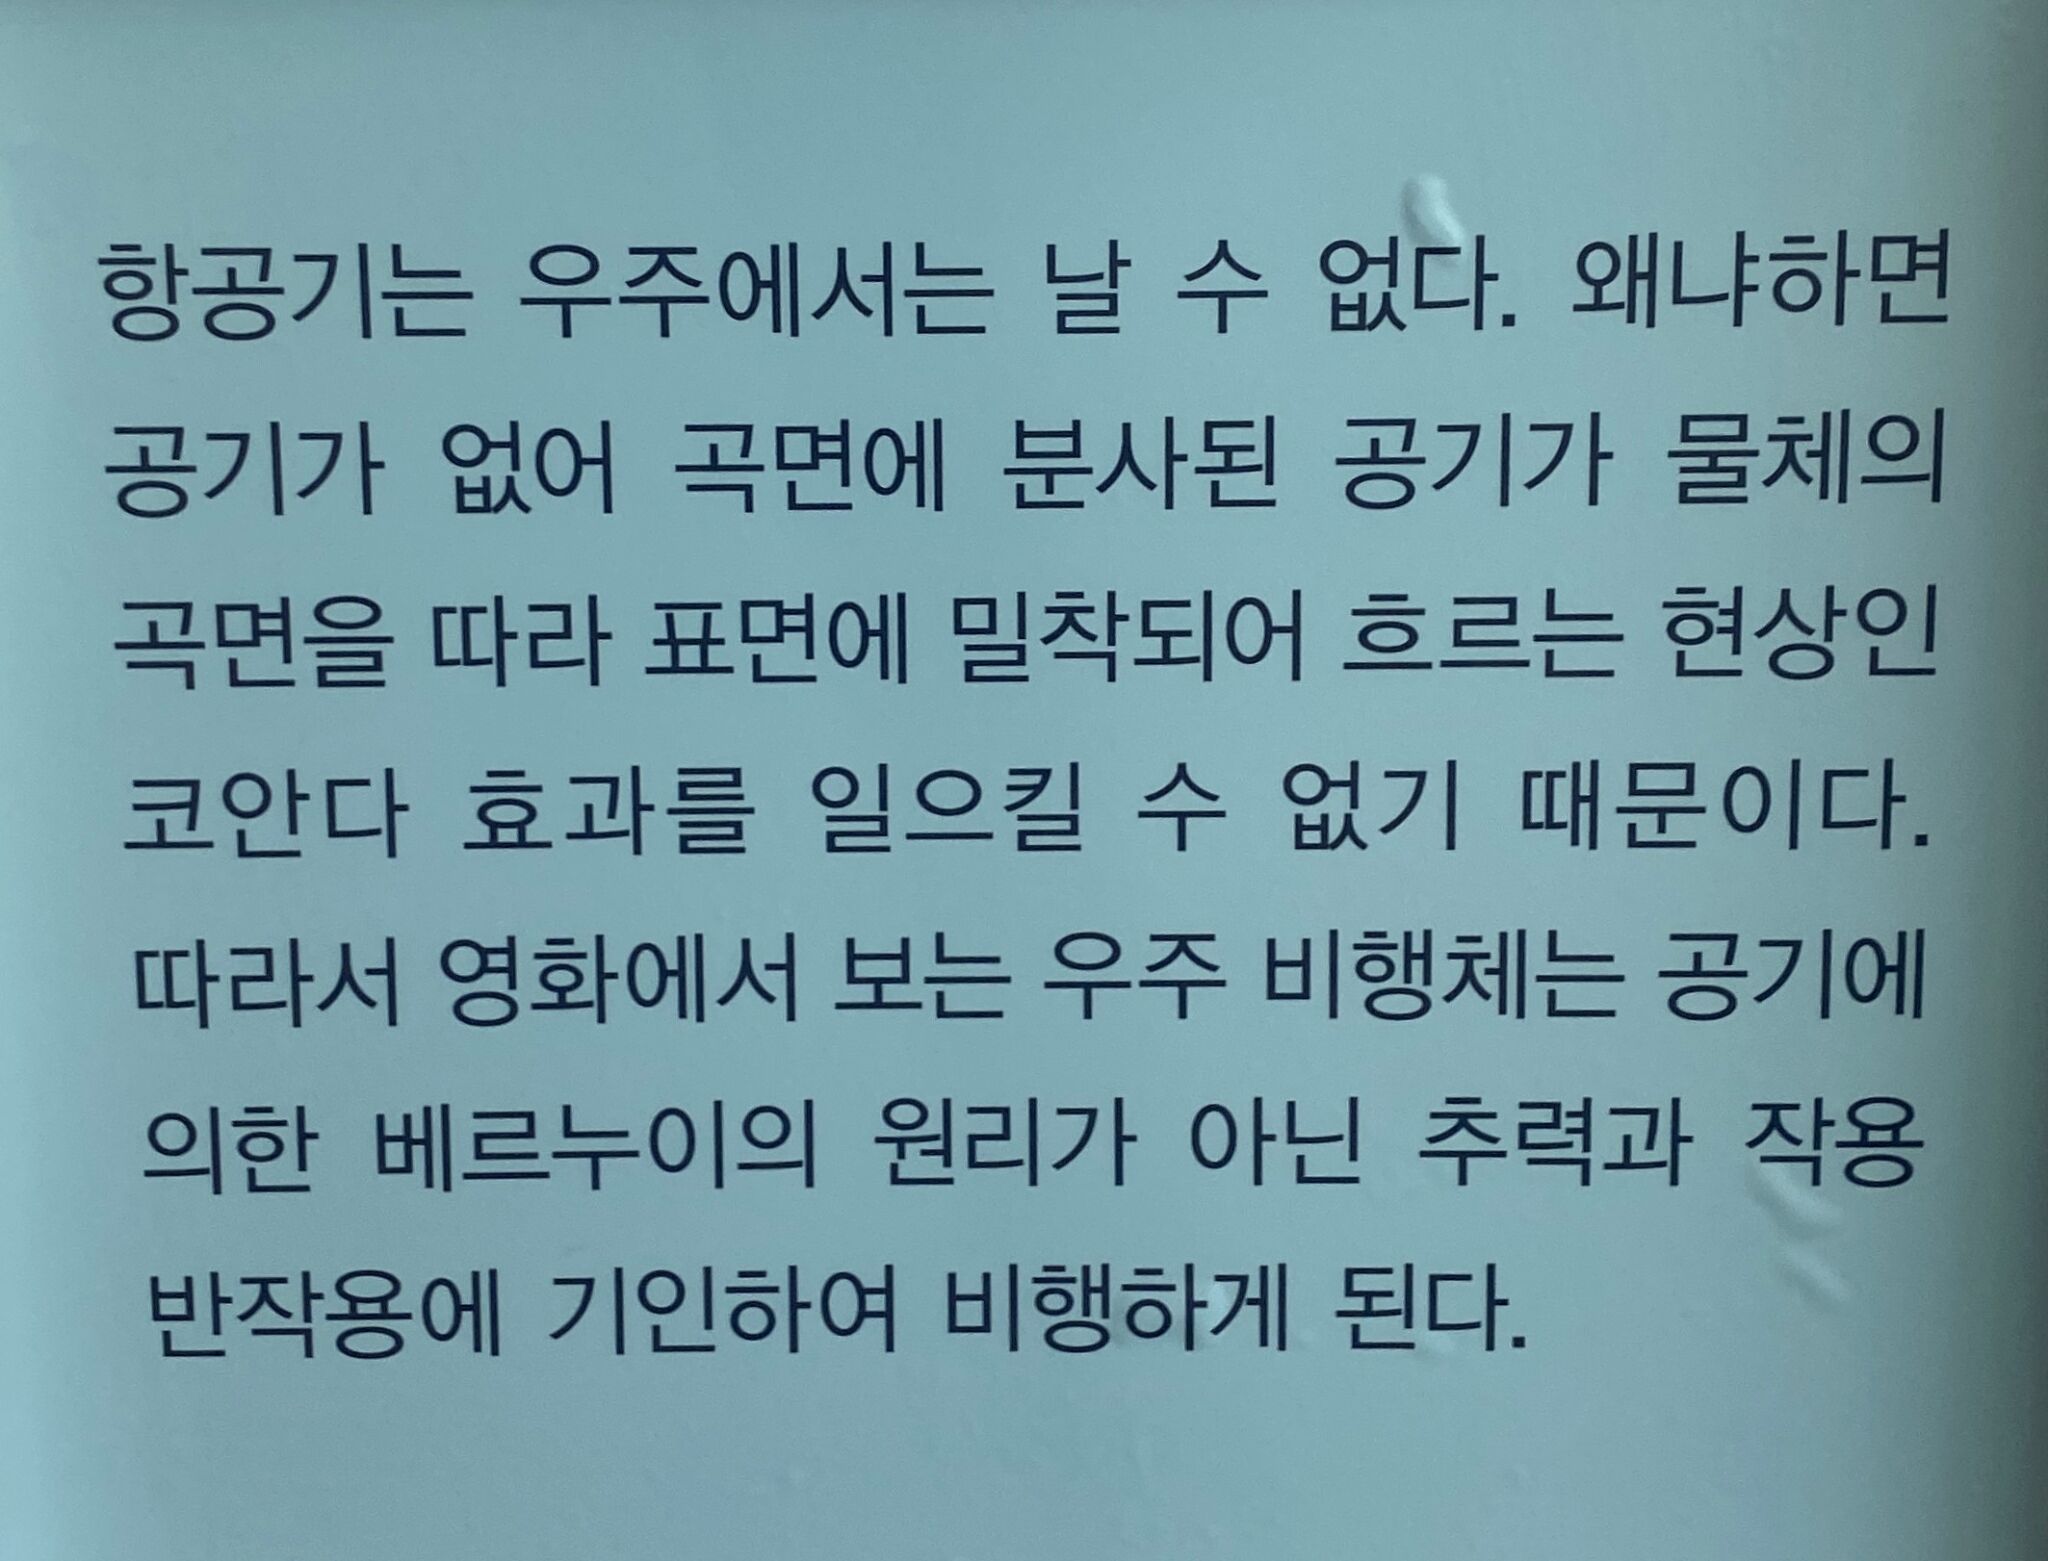 항공기는 우주에서는 날 수 없다. 왜냐하면
공기가 없어 곡면에 분사된 공기가 물체의
곡면을 따라 표면에 밀착되어 흐르는 현상인
코안다 효과를 일으킬 수 없기 때문이다.
따라서 영화에서 보는 우주 비행체는 공기에
의한 베르누이의 원리가 아닌 추력과 작용
반작용에 기인하여 비행하게 된다.